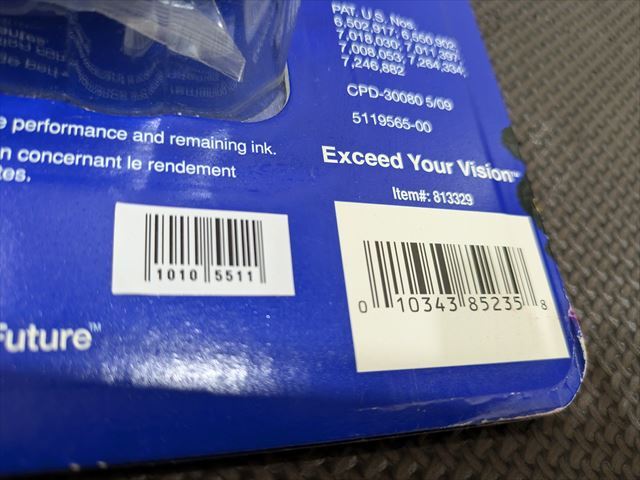 PAT. U.S. Nos.
6,502,917; 6,550,902;
7,018,030; 7,011,397;
7,008,053; 7,264,334;
7,246,882
CPD-30080 5/09
5119565-00
Exceed Your Vision™
Item#: 813329
performance and remaining ink.
concernant le rendement
1010 5511
0 10343 85235 8
Future™